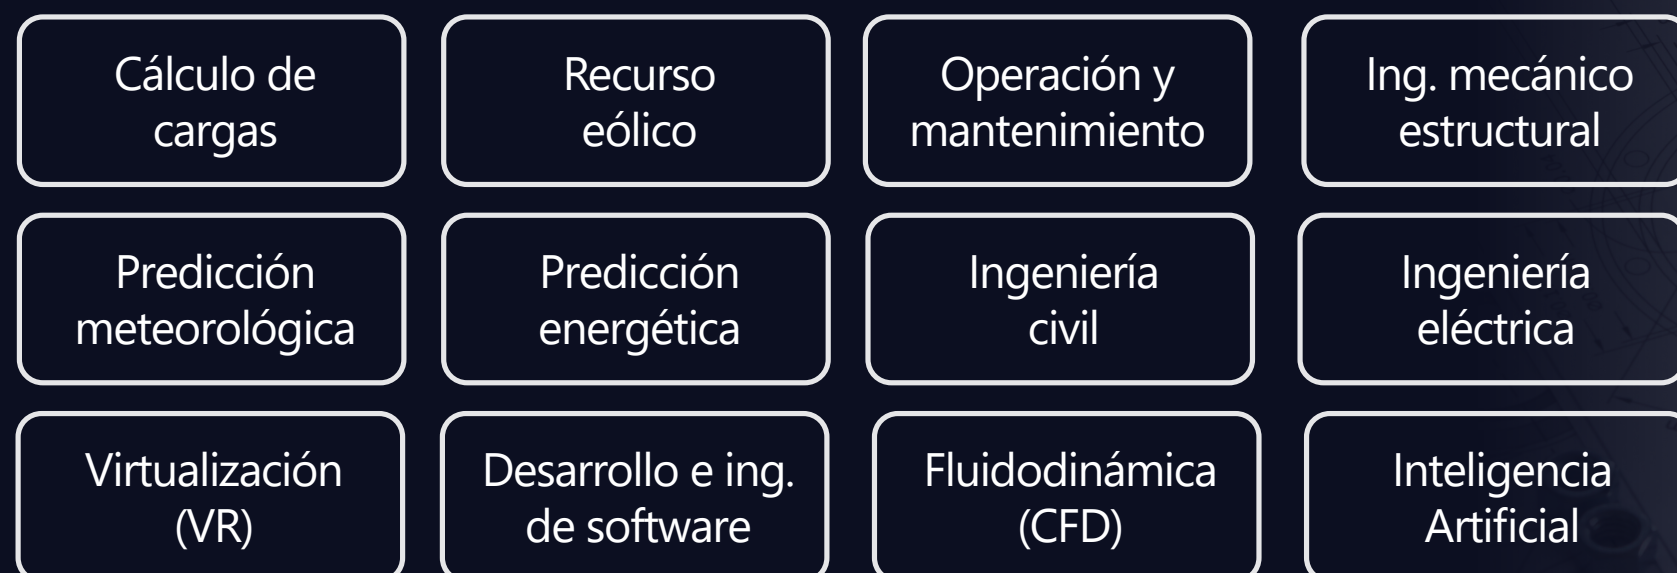 Cálculo de
cargas
Recurso
eólico
Operación y
mantenimiento
Ing. mecánico
estructural
Predicción
meteorológica
Predicción
energética
Ingeniería
civil
Ingeniería
eléctrica
Virtualización
(VR)
Desarrollo e ing.
de software
Fluidodinámica
(CFD)
Inteligencia
Artificial